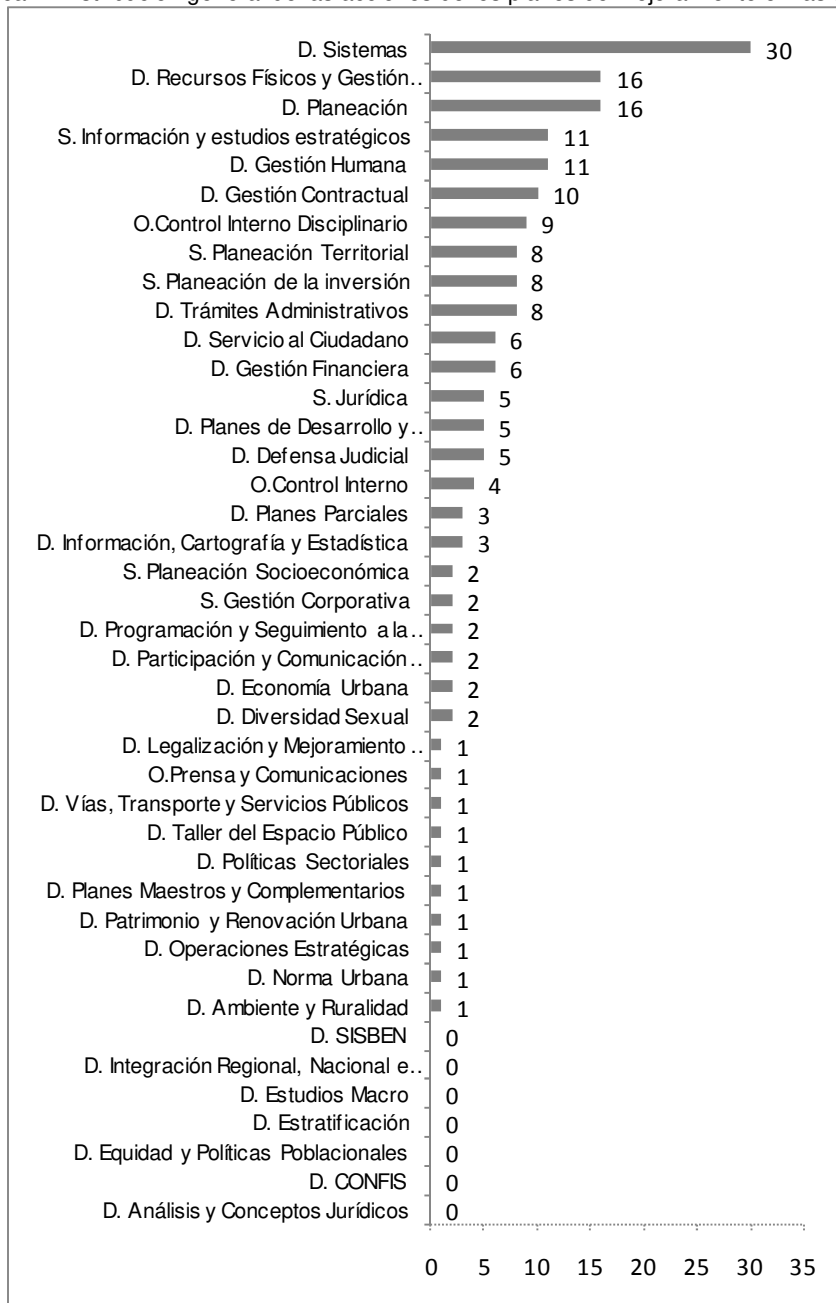 D. Sistemas 30
D. Recursos Físicos y Gestión.. 16
D. Planeación 16
S. Información y estudios estratégicos 11
D. Gestión Humana 11
D. Gestión Contractual 10
O.Control Interno Disciplinario 9
S. Planeación Territorial 8
S. Planeación de la inversión 8
D. Trámites Administrativos 8
D. Servicio al Ciudadano 6
D. Gestión Financiera 6
S. Jurídica 5
D. Planes de Desarrollo y.. 5
D. Defensa Judicial 5
O.Control Interno 4
D. Planes Parciales 3
D. Información, Cartografía y Estadística 3
S. Planeación Socioeconómica 2
S. Gestión Corporativa 2
D. Programación y Seguimiento a la.. 2
D. Participación y Comunicación.. 2
D. Economía Urbana 2
D. Diversidad Sexual 2
D. Legalización y Mejoramiento .. 1
O.Prensa y Comunicaciones 1
D. Vías, Transporte y Servicios Públicos 1
D. Taller del Espacio Público 1
D. Políticas Sectoriales 1
D. Planes Maestros y Complementarios 1
D. Patrimonio y Renovación Urbana 1
D. Operaciones Estratégicas 1
D. Norma Urbana 1
D. Ambiente y Ruralidad 1
D. SISBEN 0
D. Integración Regional, Nacional e.. 0
D. Estudios Macro 0
D. Estratificación 0
D. Equidad y Políticas Poblacionales 0
D. CONFIS 0
D. Análisis y Conceptos Jurídicos 0
0 5 10 15 20 25 30 35